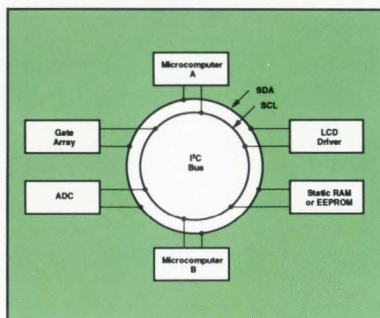 Microcomputer
A
SDA
SCL
Gate
Array
LCD
Driver
I²C
Bus
ADC
Static RAM
or EEPROM
Microcomputer
B